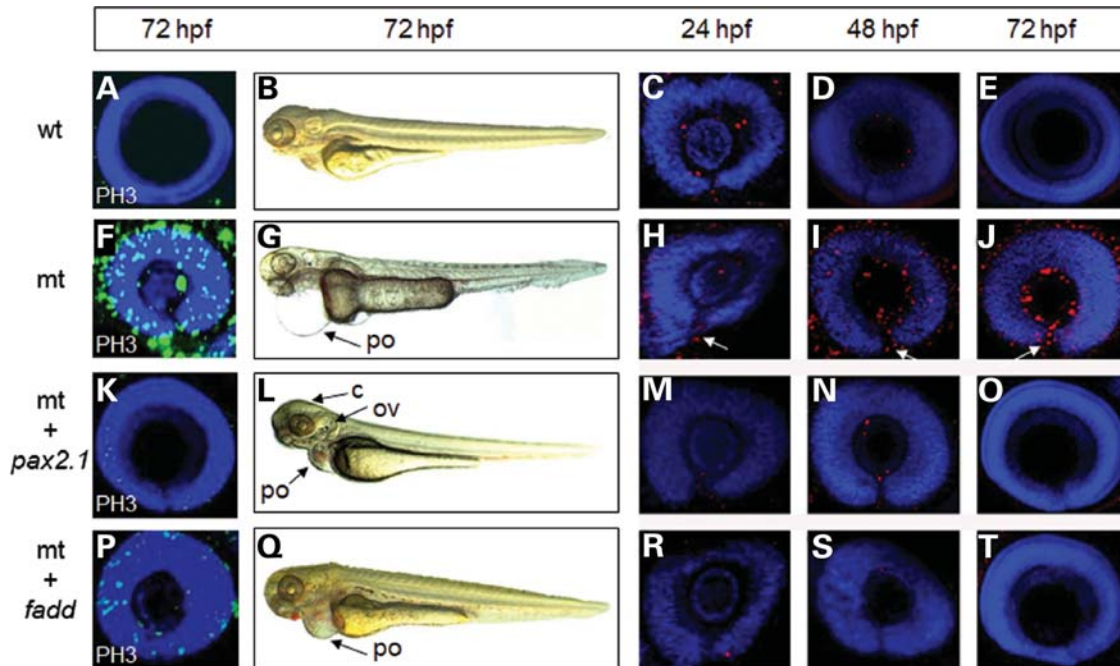 72 hpf 72 hpf 24 hpf 48 hpf 72 hpf
wt
A
PH3
B
C
D
E
mt
F
PH3
G
po
H
I
J
mt
+
pax2.1
K
PH3
L
c
ov
po
M
N
O
mt
+
fadd
P
PH3
Q
po
R
S
T